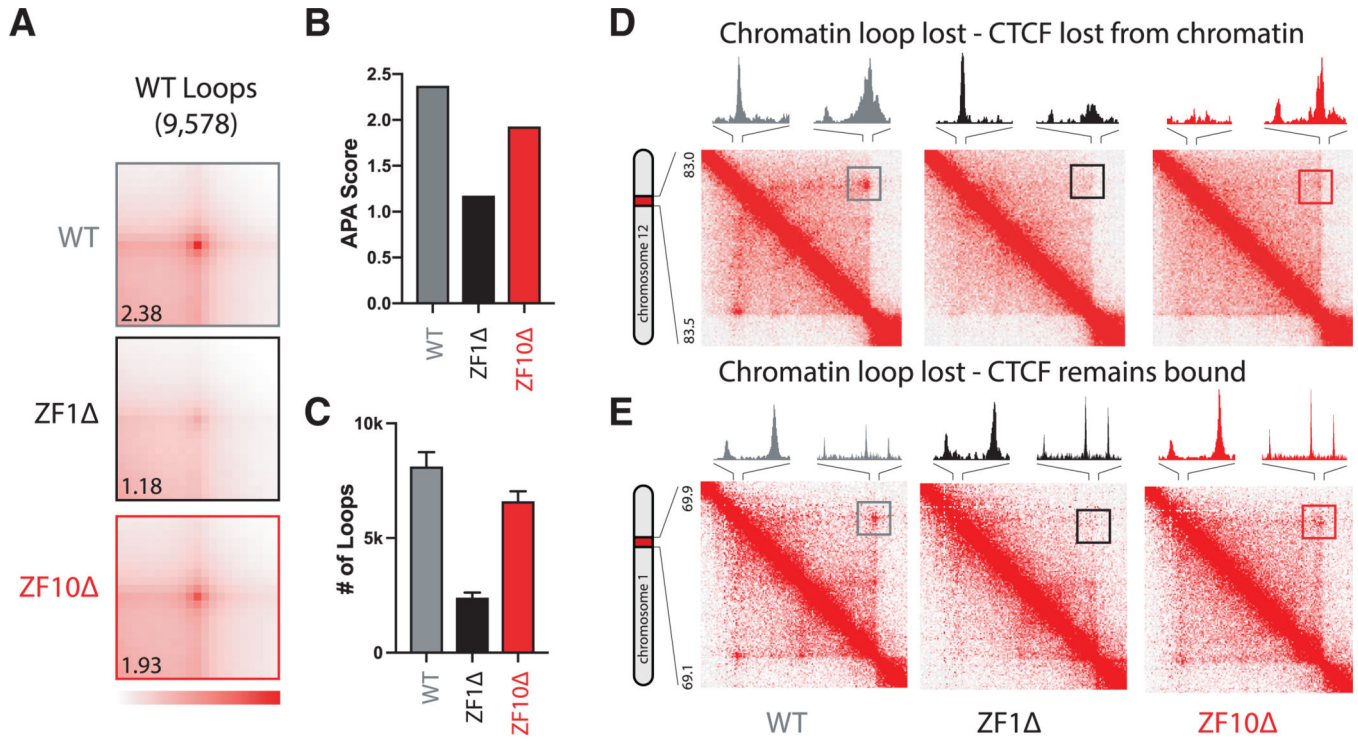 A
WT Loops
(9,578)
WT
2.38
ZF1Δ
1.18
ZF10Δ
1.93
B
APA Score
2.5
2.0
1.5
1.0
0.5
0.0
WT
ZF1Δ
ZF10Δ
C
# of Loops
10k
5k
0
WT
ZF1Δ
ZF10Δ
D
Chromatin loop lost - CTCF lost from chromatin
chromosome 12
83.0
83.5
E
Chromatin loop lost - CTCF remains bound
chromosome 1
69.9
69.1
WT
ZF1Δ
ZF10Δ